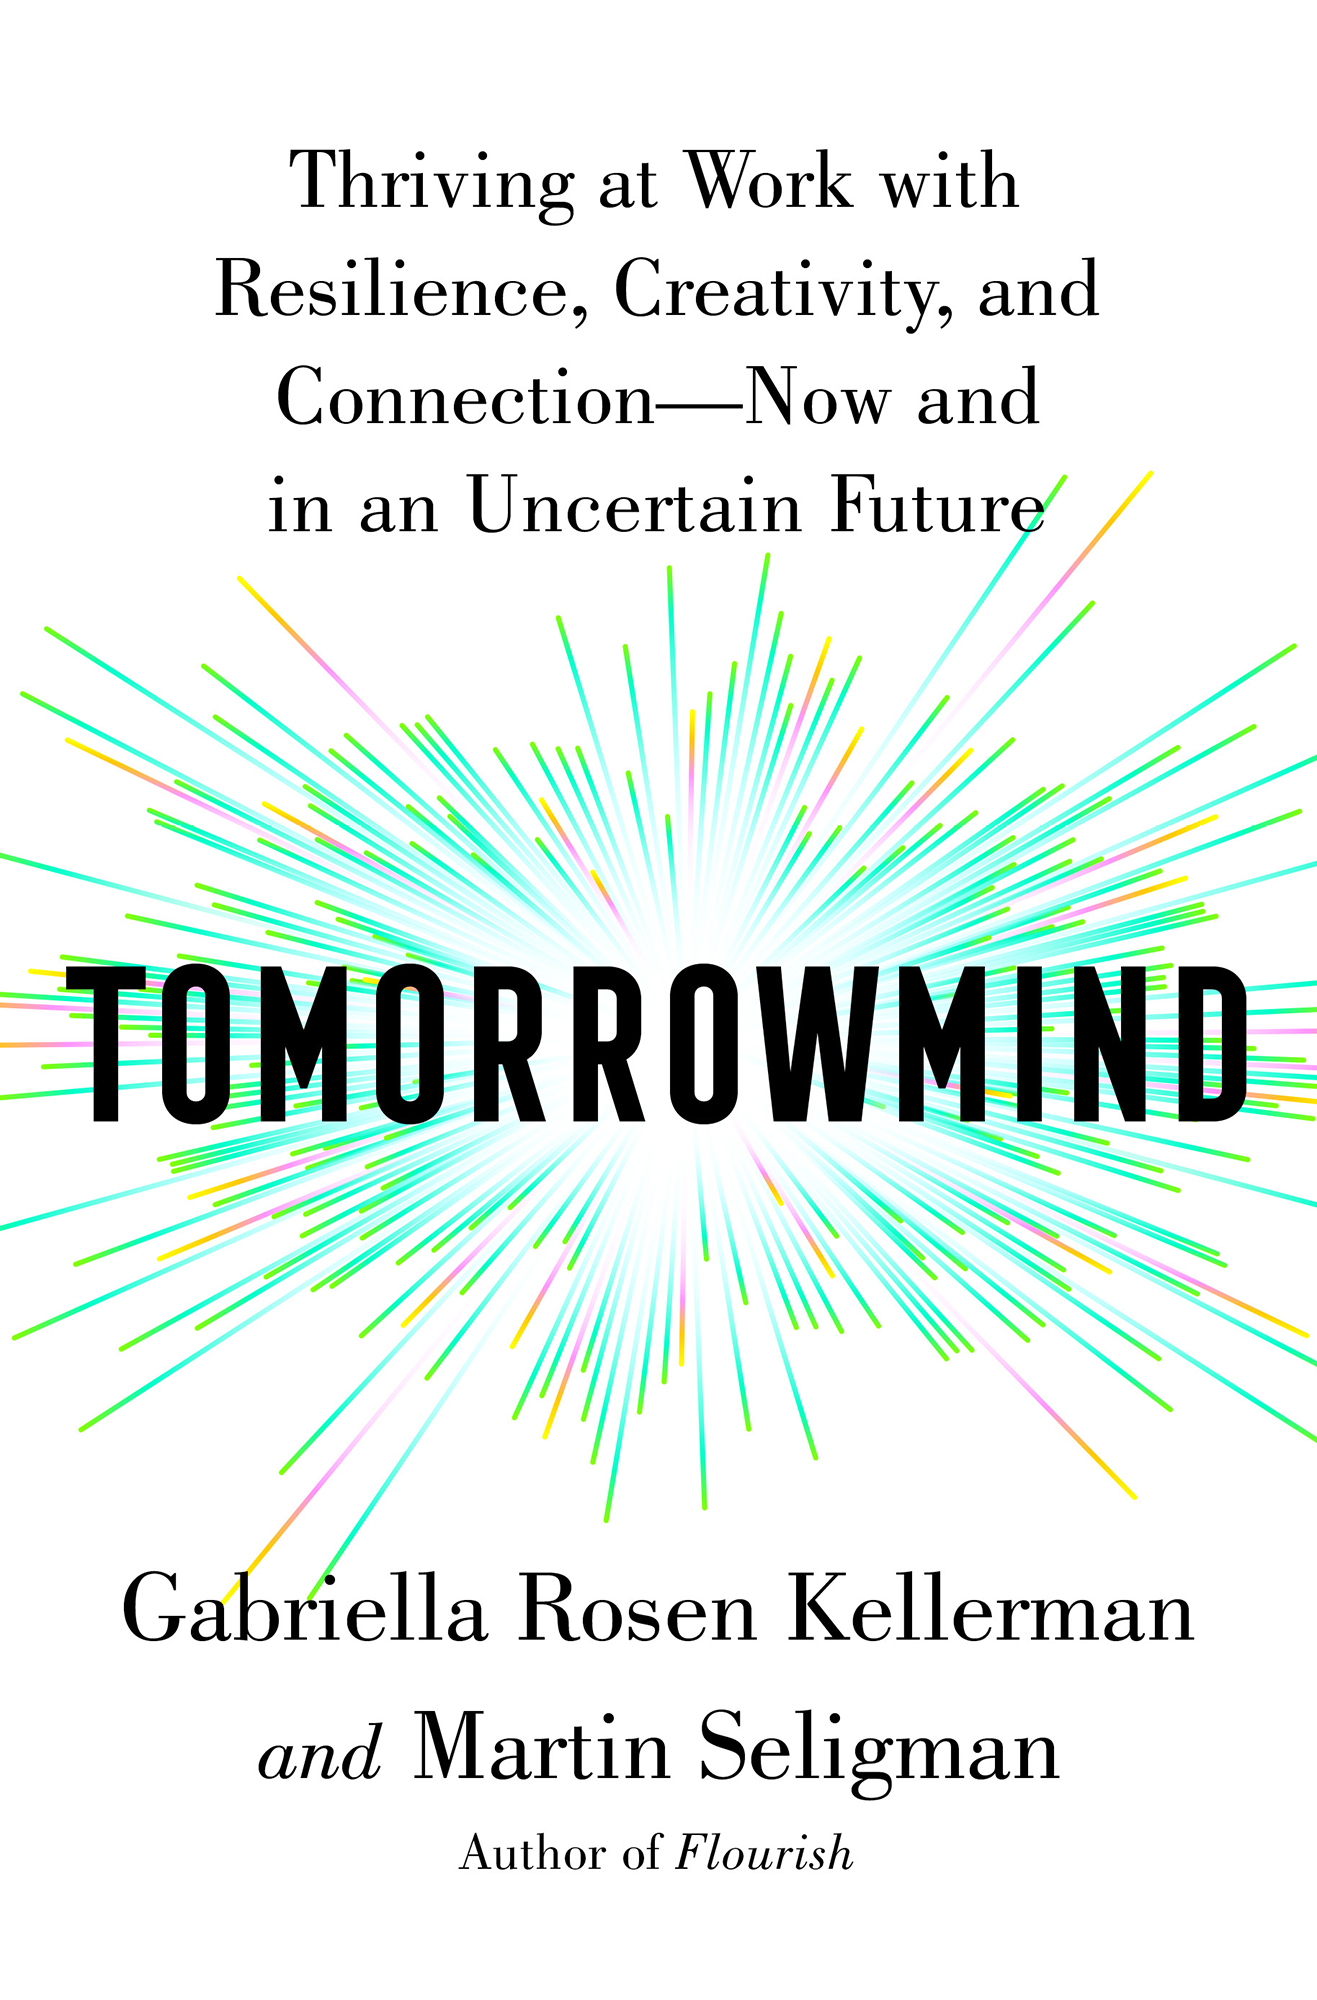 Thriving at Work with
Resilience, Creativity, and
Connection—Now and
in an Uncertain Future
TOMORROWMIND
Gabriella Rosen Kellerman
and Martin Seligman
Author of Flourish